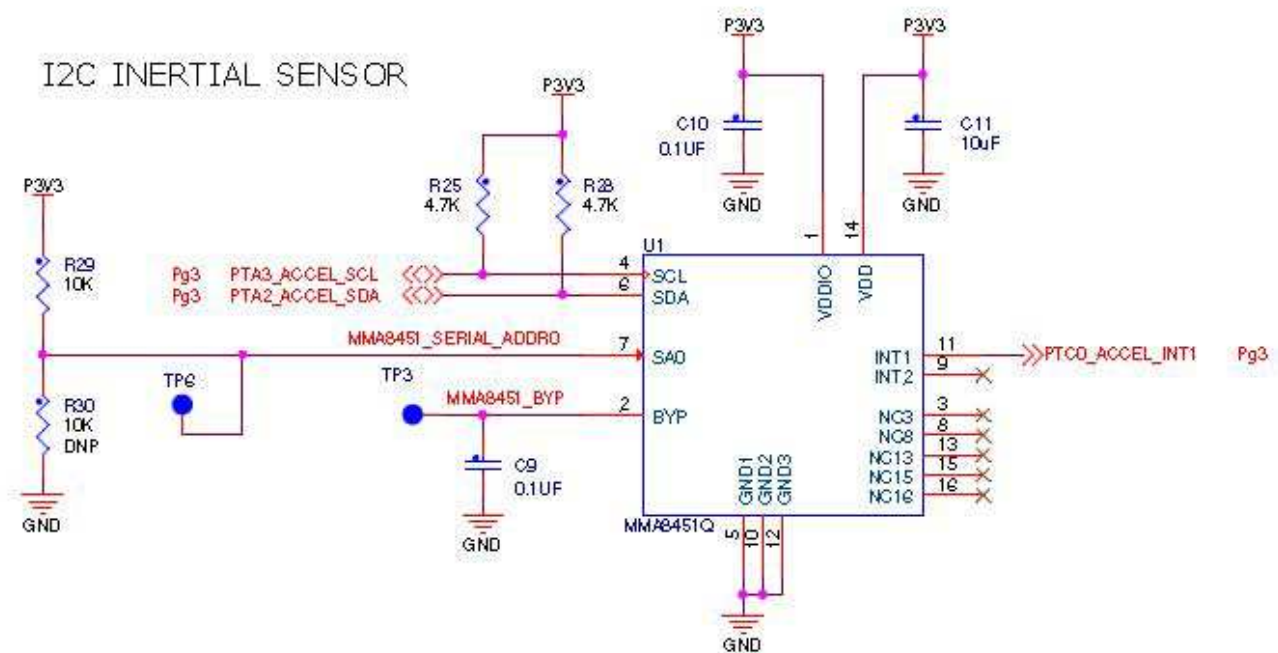 I2C INERTIAL SENSOR
P3V3
P3V3
P3V3
P3V3
C10
0.1UF
C11
10uF
GND
GND
R25
4.7K
R28
4.7K
R29
10K
Pg3 PTA3_ACCEL_SCL
Pg3 PTA2_ACCEL_SDA
U1
4
SCL
6
SDA
1
VDDIO
14
VDD
MMA8451_SERIAL_ADDR0
7
SA0
11
INT1
PTC0_ACCEL_INT1 Pg3
9
INT2
TP6
TP3
MMA8451_BYP
2
BYP
3
NC3
8
NC8
13
NC13
15
NC15
16
NC16
R30
10K
DNP
C9
0.1UF
GND1
GND2
GND3
MMA8451Q
5
10
12
GND
GND
GND